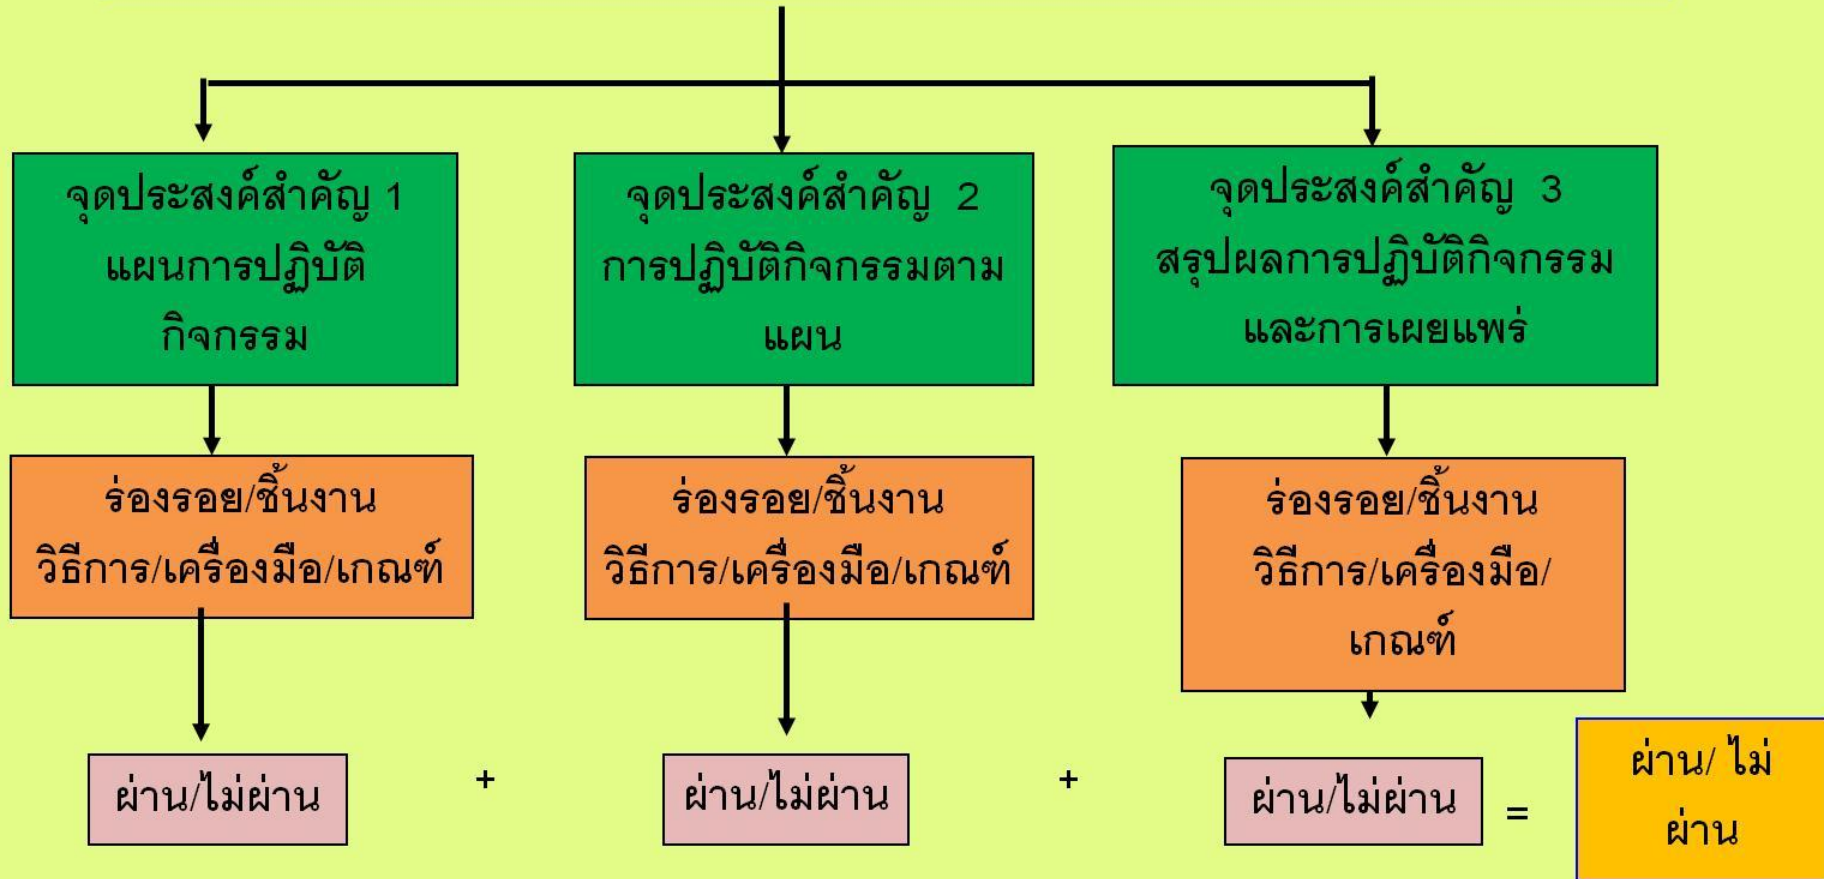 จุดประสงค์สำคัญ 1
แผนการปฏิบัติ
กิจกรรม
จุดประสงค์สำคัญ 2
การปฏิบัติกิจกรรมตาม
แผน
จุดประสงค์สำคัญ 3
สรุปผลการปฏิบัติกิจกรรม
และการเผยแพร่
ร่องรอย/ชิ้นงาน
วิธีการ/เครื่องมือ/เกณฑ์
ร่องรอย/ชิ้นงาน
วิธีการ/เครื่องมือ/เกณฑ์
ร่องรอย/ชิ้นงาน
วิธีการ/เครื่องมือ/
เกณฑ์
ผ่าน/ไม่ผ่าน
+
ผ่าน/ไม่ผ่าน
+
ผ่าน/ไม่ผ่าน
=
ผ่าน/ ไม่
ผ่าน